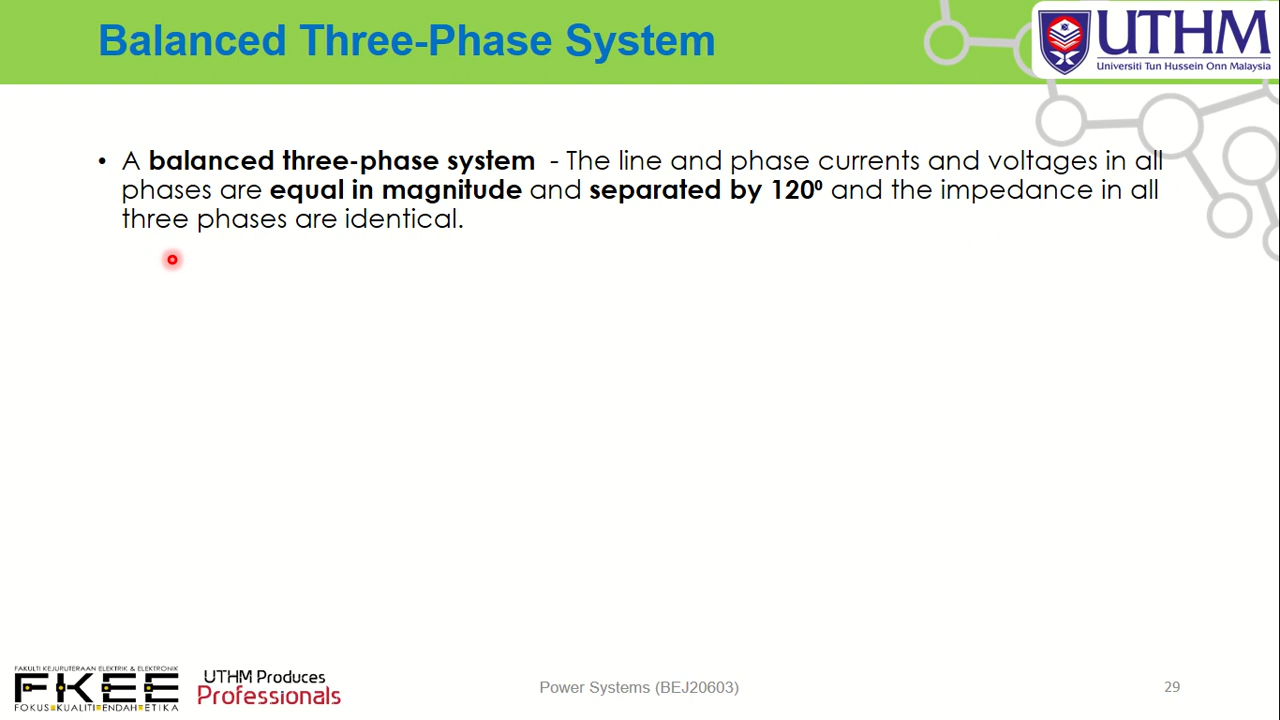 Balanced Three-Phase System
UTHM
Universiti Tun Hussein Onn Malaysia
• A balanced three-phase system - The line and phase currents and voltages in all
phases are equal in magnitude and separated by 120⁰ and the impedance in all
three phases are identical.
FAKULTI KEJURUTERAAN ELEKTRIK & ELEKTRONIK
FKEE
FOKUS KUALITI ENDAH ETIKA
UTHM Produces
Professionals
Power Systems (BEJ20603)
29